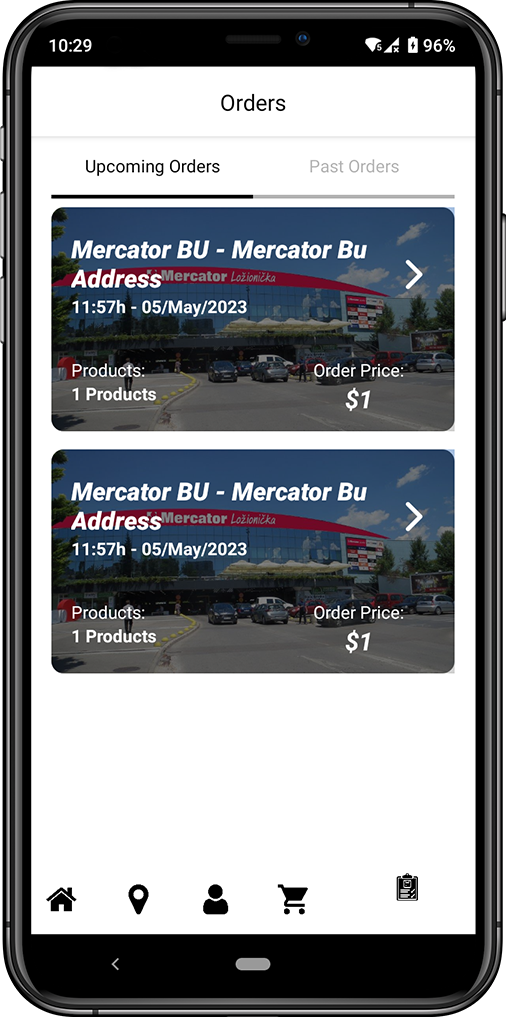 10:29
96%
Orders
Upcoming Orders
Past Orders
Mercator BU - Mercator Bu
Address
Mercator Ložionička
11:57h - 05/May/2023
Products:
Order Price:
1 Products
$1
Mercator BU - Mercator Bu
Address
Mercator Ložionička
11:57h - 05/May/2023
Products:
Order Price:
1 Products
$1